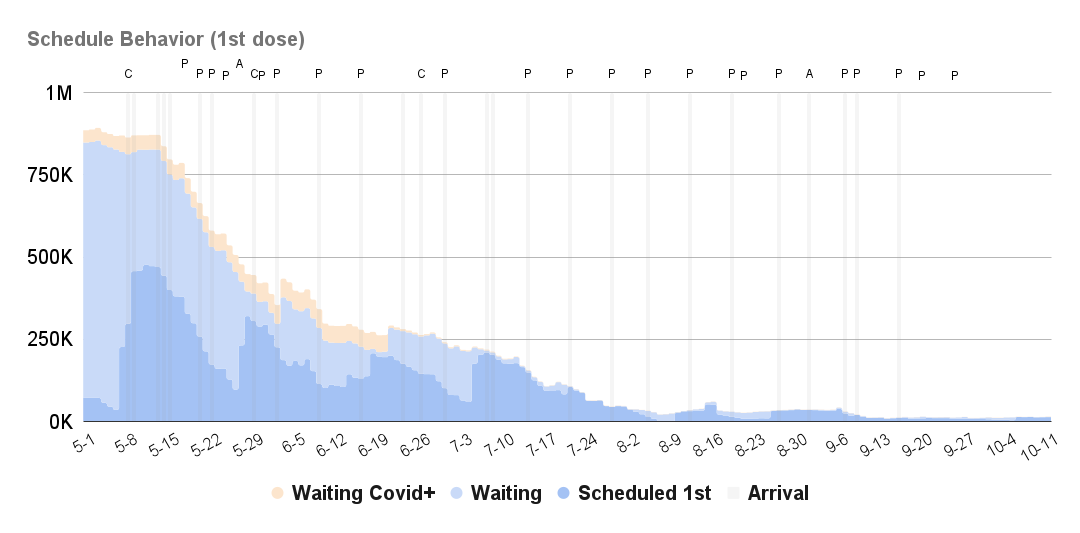 Schedule Behavior (1st dose)
C P P P P A C P P P P C P P P P P P P P P A P P P P P
1M
750K
500K
250K
0K
5-1 5-8 5-15 5-22 5-29 6-5 6-12 6-19 6-26 7-3 7-10 7-17 7-24 8-2 8-9 8-16 8-23 8-30 9-6 9-13 9-20 9-27 10-4 10-11
Waiting Covid+ Waiting Scheduled 1st Arrival